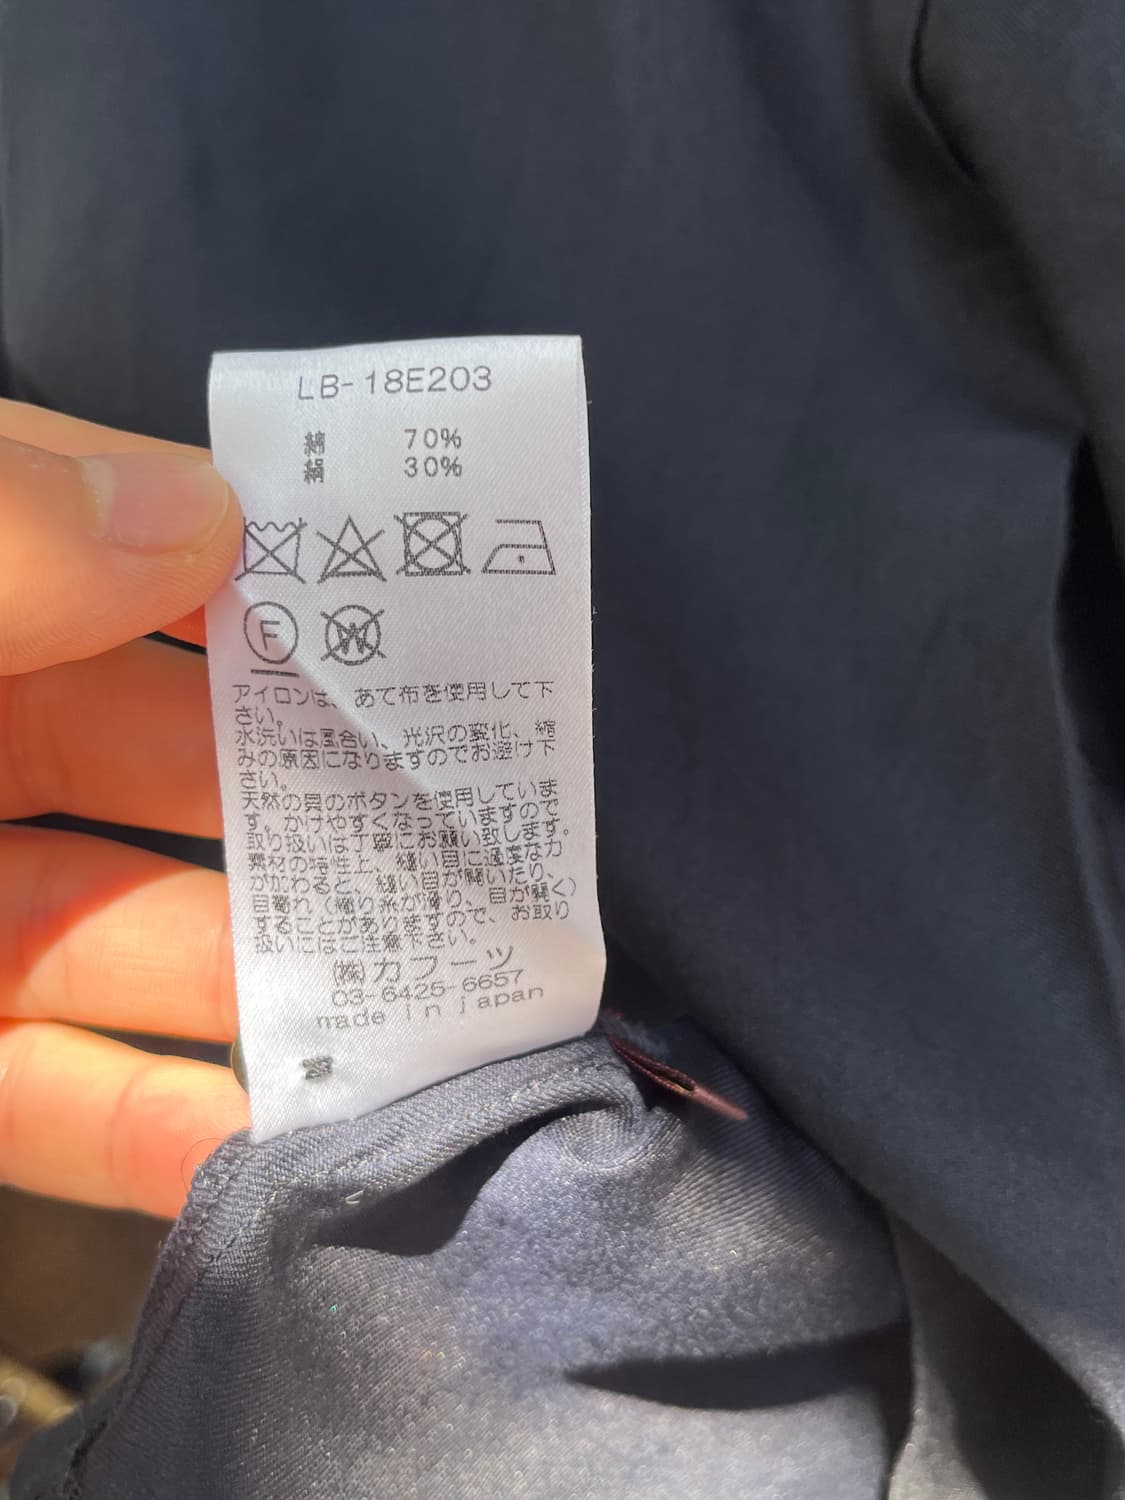 LB-18E203
綿 70%
絹 30%
F
W
アイロンは、あて布を使用して下
さい。
水洗いは風合い、光沢の変化、縮
みの原因になりますのでお避け下
さい。
天然の貝のボタンを使用していま
す。かけやすくなっていますので
取り扱いは丁寧にお願い致します。
素材の特性上、縫い目に過度な力
が加わると、縫い目が開いたり、
目寄れ（織り糸が滑り、目が開く）
することがありますので、お取り
扱いにはご注意下さい。
(株)カフーツ
03-6425-6657
made in japan